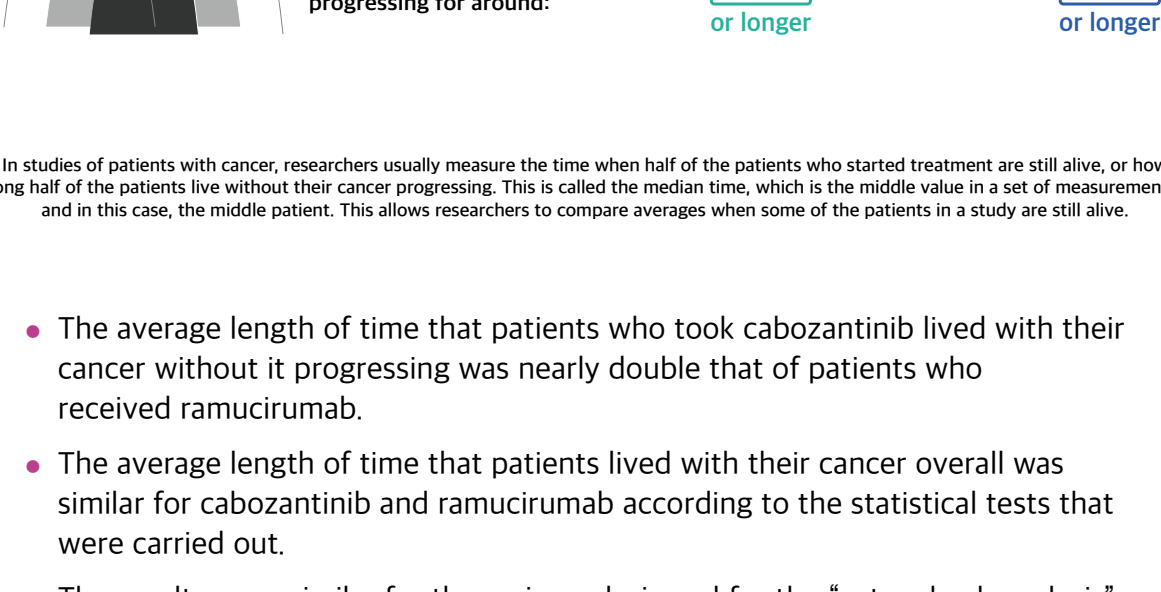 progressing for around:
or longer
or longer
In studies of patients with cancer, researchers usually measure the time when half of the patients who started treatment are still alive, or how
long half of the patients live without their cancer progressing. This is called the median time, which is the middle value in a set of measurements
and in this case, the middle patient. This allows researchers to compare averages when some of the patients in a study are still alive.
• The average length of time that patients who took cabozantinib lived with their
cancer without it progressing was nearly double that of patients who
received ramucirumab.
• The average length of time that patients lived with their cancer overall was
similar for cabozantinib and ramucirumab according to the statistical tests that
were carried out.